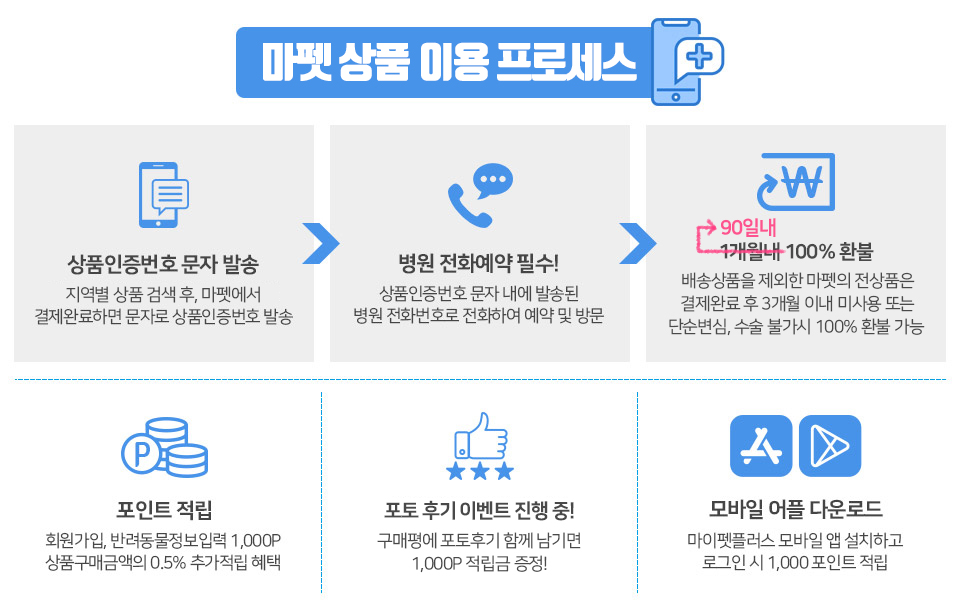 마펫 상품 이용 프로세스
상품인증번호 문자 발송
지역별 상품 검색 후, 마펫에서
결제완료하면 문자로 상품인증번호 발송
병원 전화예약 필수!
상품인증번호 문자 내에 발송된
병원 전화번호로 전화하여 예약 및 방문
90일내
1개월내 100% 환불
배송상품을 제외한 마펫의 전상품은
결제완료 후 3개월 이내 미사용 또는
단순변심, 수술 불가시 100% 환불 가능
P
포인트 적립
회원가입, 반려동물정보입력 1,000P
상품구매금액의 0.5% 추가적립 혜택
포토 후기 이벤트 진행 중!
구매평에 포토후기 함께 남기면
1,000P 적립금 증정!
모바일 어플 다운로드
마이펫플러스 모바일 앱 설치하고
로그인 시 1,000 포인트 적립